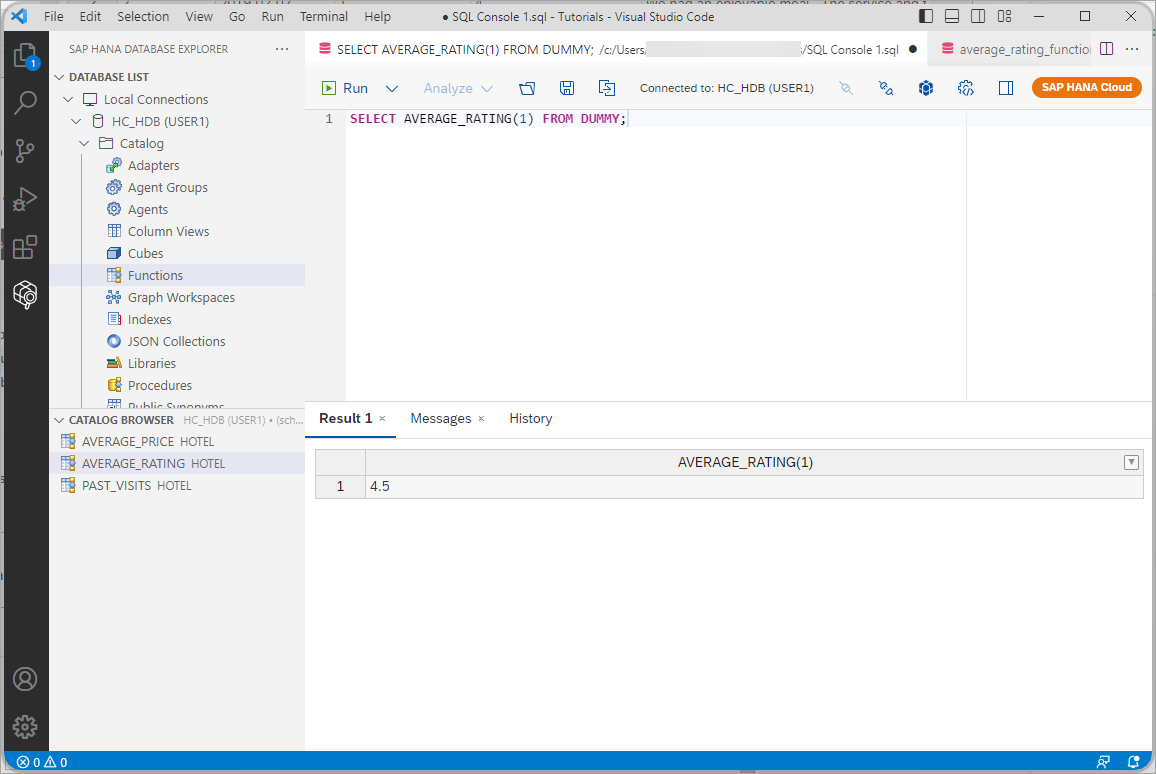 File Edit Selection View Go Run Terminal Help ● SQL Console 1.sql - Tutorials - Visual Studio Code
SAP HANA DATABASE EXPLORER ···
SELECT AVERAGE_RATING(1) FROM DUMMY; /c:/Users/ /SQL Console 1.sql ●
average_rating_functio
1
DATABASE LIST
Local Connections
HC_HDB (USER1)
Catalog
Adapters
Agent Groups
Agents
Column Views
Cubes
Functions
Graph Workspaces
Indexes
JSON Collections
Libraries
Procedures
Public Synonyms
CATALOG BROWSER HC_HDB (USER1) • (sch...
AVERAGE_PRICE HOTEL
AVERAGE_RATING HOTEL
PAST_VISITS HOTEL
Run Analyze Connected to: HC_HDB (USER1) SAP HANA Cloud
1 SELECT AVERAGE_RATING(1) FROM DUMMY;
Result 1 × Messages × History
AVERAGE_RATING(1)
1 4.5
0 0